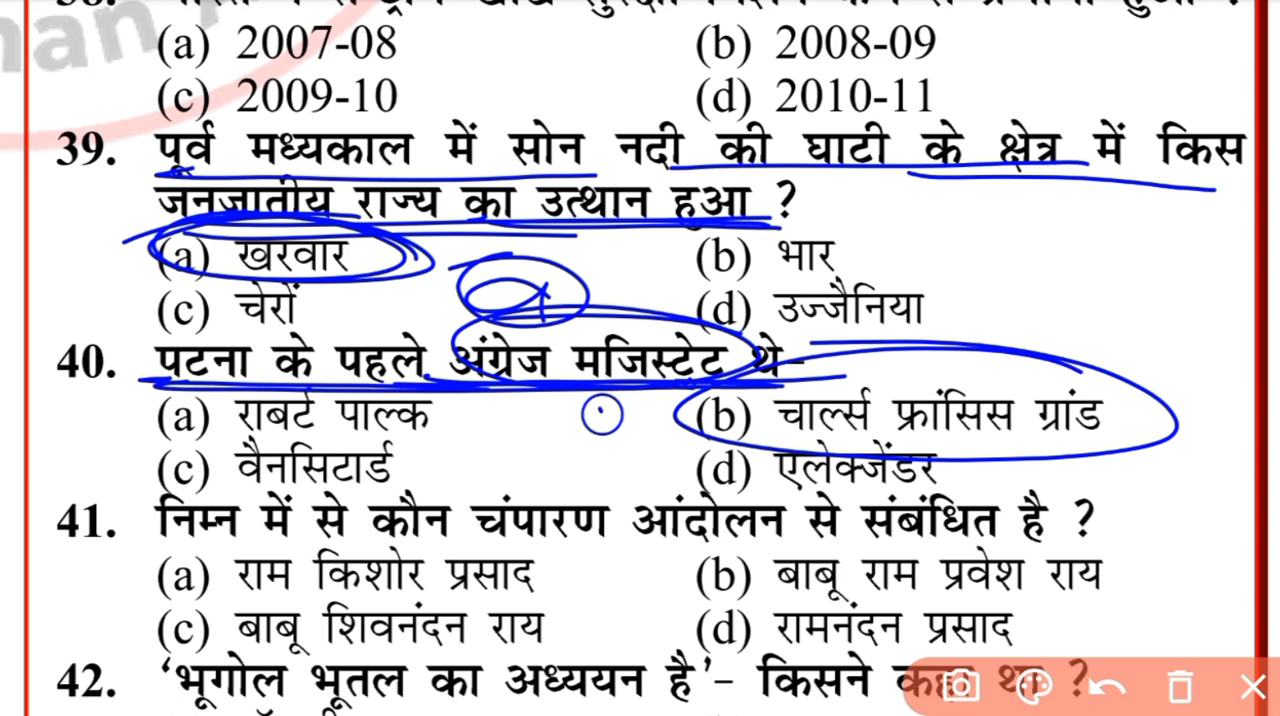 (a) 2007-08 (b) 2008-09
(c) 2009-10 (d) 2010-11
39. पूर्व मध्यकाल में सोन नदी की घाटी के क्षेत्र में किस
जनजातीय राज्य का उत्थान हुआ ?
(a) खरवार (b) भार
(c) चेरों (d) उज्जैनिया
40. पटना के पहले अंग्रेज मजिस्ट्रेट थे–
(a) राबर्ट पाल्क (b) चार्ल्स फ्रांसिस ग्रांड
(c) वैनसिटार्ड (d) एलेक्जेंडर
41. निम्न में से कौन चंपारण आंदोलन से संबंधित है ?
(a) राम किशोर प्रसाद (b) बाबू राम प्रवेश राय
(c) बाबू शिवनंदन राय (d) रामनंदन प्रसाद
42. ‘भूगोल भूतल का अध्ययन है’– किसने कहा था ?